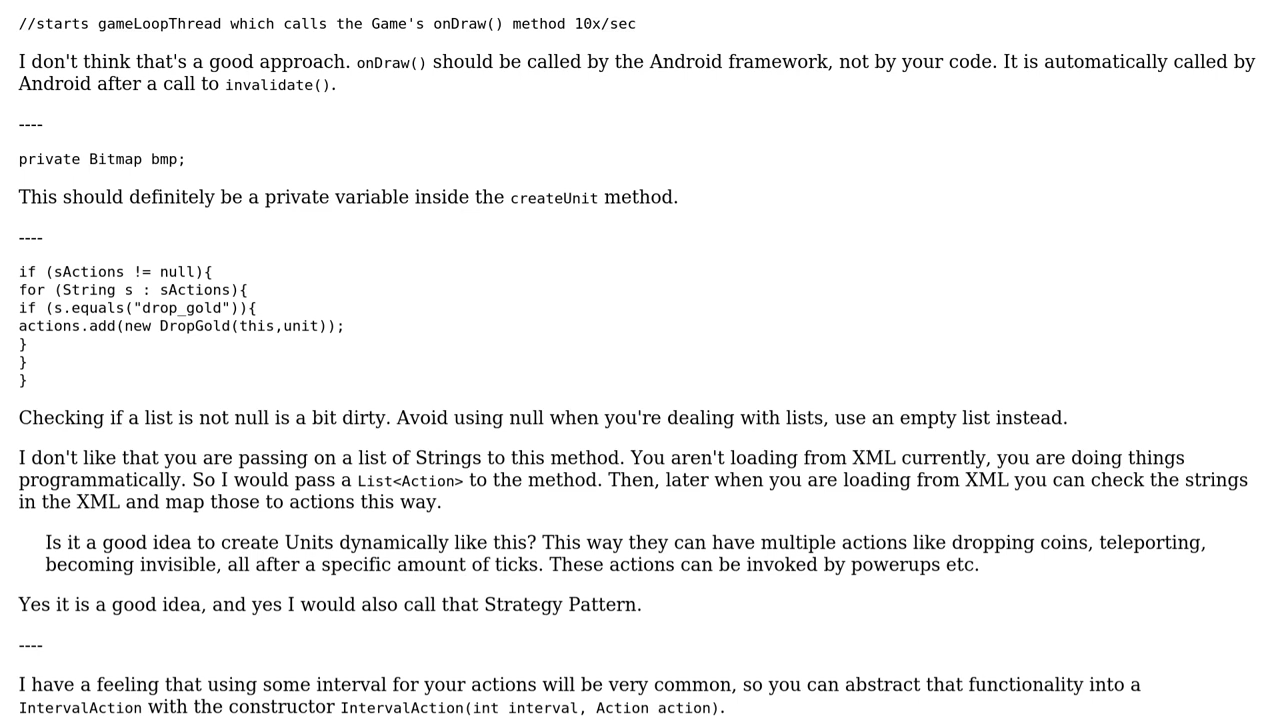 //starts gameLoopThread which calls the Game's onDraw() method 10x/sec
I don't think that's a good approach. onDraw() should be called by the Android framework, not by your code. It is automatically called by
Android after a call to invalidate().
----
private Bitmap bmp;
This should definitely be a private variable inside the createUnit method.
----
if (sActions != null){
for (String s : sActions){
if (s.equals("drop_gold")){
actions.add(new DropGold(this,unit));
}
}
}
Checking if a list is not null is a bit dirty. Avoid using null when you're dealing with lists, use an empty list instead.
I don't like that you are passing on a list of Strings to this method. You aren't loading from XML currently, you are doing things
programmatically. So I would pass a List<Action> to the method. Then, later when you are loading from XML you can check the strings
in the XML and map those to actions this way.
Is it a good idea to create Units dynamically like this? This way they can have multiple actions like dropping coins, teleporting,
becoming invisible, all after a specific amount of ticks. These actions can be invoked by powerups etc.
Yes it is a good idea, and yes I would also call that Strategy Pattern.
----
I have a feeling that using some interval for your actions will be very common, so you can abstract that functionality into a
IntervalAction with the constructor IntervalAction(int interval, Action action).